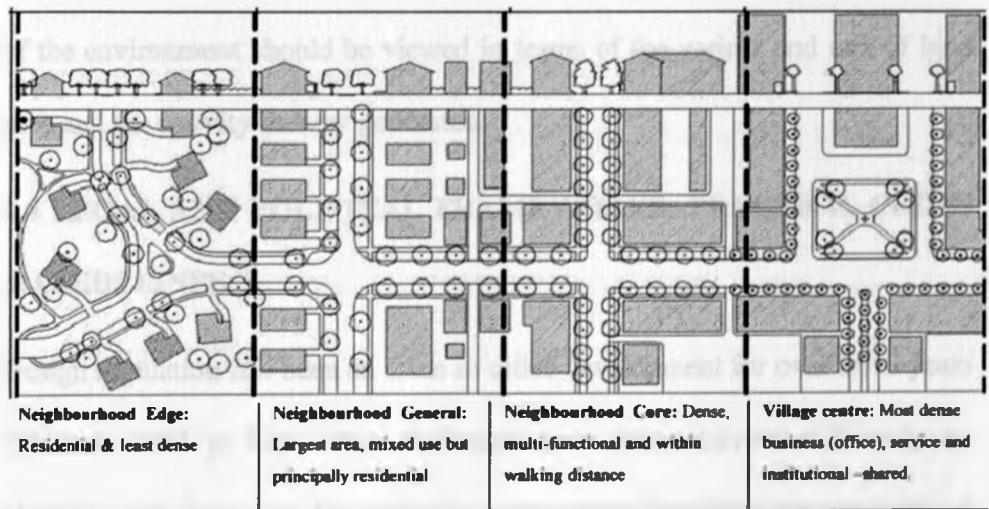 f the environment should be viewed in terms of the and of
Neighbourhood Edge:
Residential & least dense
Neighbourhood General:
Largest area, mixed use but
principally residential
Neighbourhood Core: Dense,
multi-functional and within
walking distance
Village centre: Most dense
business (office), service and
institutional –shared.